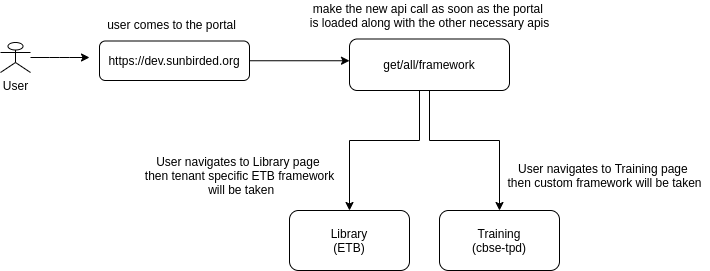 make the new api call as soon as the portal
is loaded along with the other necessary apis
user comes to the portal
https://dev.sunbirded.org
get/all/framework
User
User navigates to Library page
then tenant specific ETB framework
will be taken
User navigates to Training page
then custom framework will be taken
Library
(ETB)
Training
(cbse-tpd)